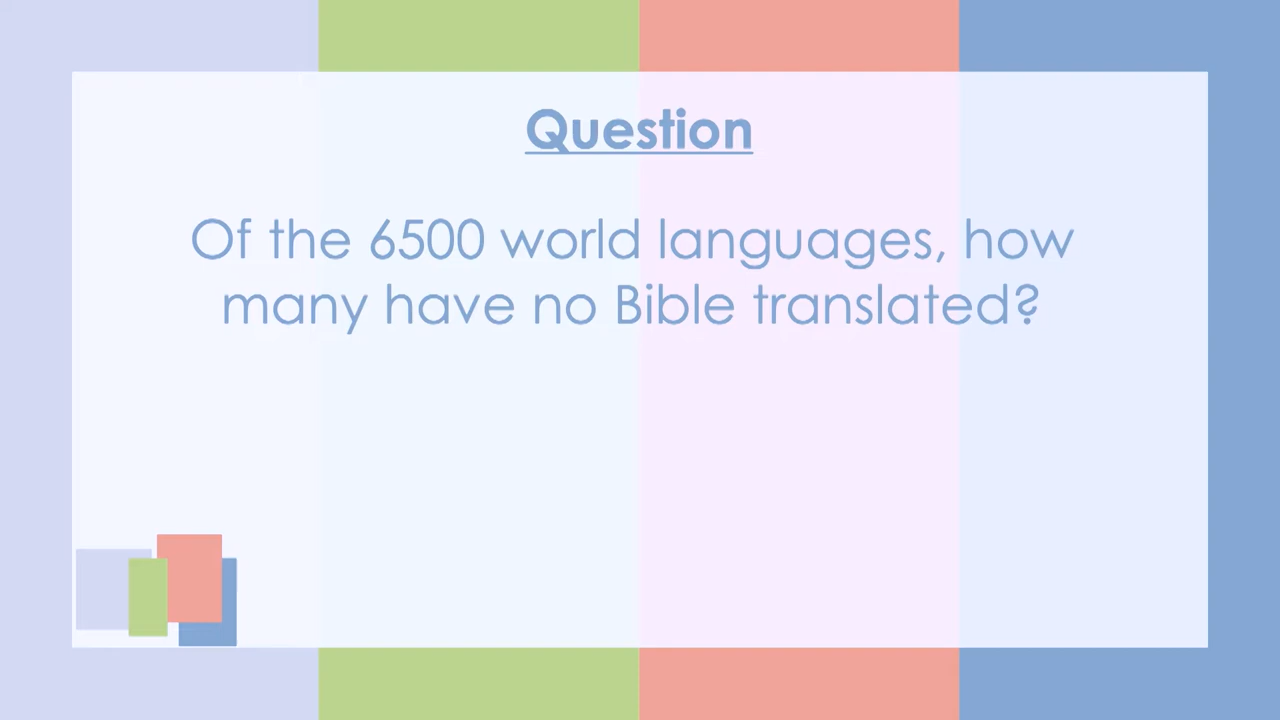 Question
Of the 6500 world languages, how
many have no Bible translated?